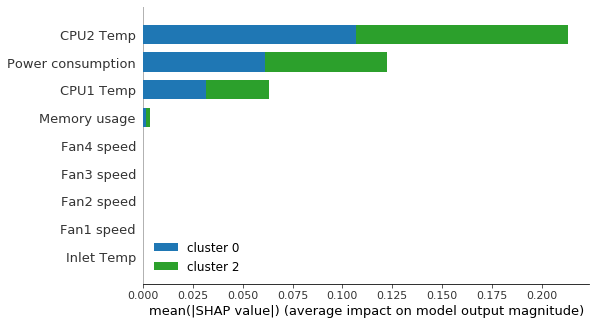 CPU2 Temp
Power consumption
CPU1 Temp
Memory usage
Fan4 speed
Fan3 speed
Fan2 speed
Fan1 speed
Inlet Temp
cluster 0
cluster 2
0.000 0.025 0.050 0.075 0.100 0.125 0.150 0.175 0.200
mean(|SHAP value|) (average impact on model output magnitude)